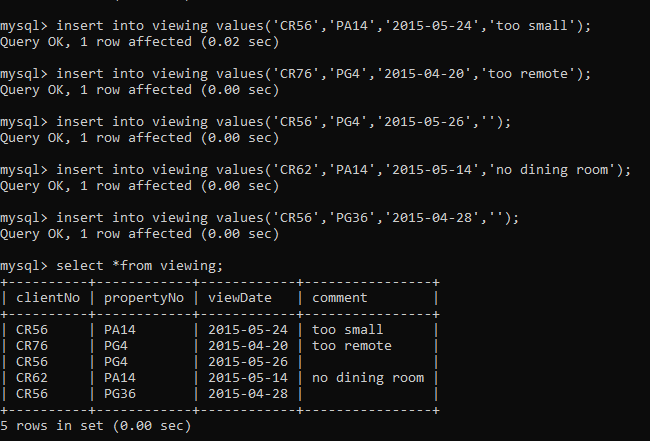 mysql> insert into viewing values('CR56','PA14','2015-05-24','too small');
Query OK, 1 row affected (0.02 sec)
mysql> insert into viewing values('CR76','PG4','2015-04-20','too remote');
Query OK, 1 row affected (0.00 sec)
mysql> insert into viewing values('CR56','PG4','2015-05-26','');
Query OK, 1 row affected (0.00 sec)
mysql> insert into viewing values('CR62','PA14','2015-05-14','no dining room');
Query OK, 1 row affected (0.00 sec)
mysql> insert into viewing values('CR56','PG36','2015-04-28','');
Query OK, 1 row affected (0.00 sec)
mysql> select *from viewing;
+----------+------------+------------+----------------+
| clientNo | propertyNo | viewDate   | comment        |
+----------+------------+------------+----------------+
| CR56     | PA14       | 2015-05-24 | too small      |
| CR76     | PG4        | 2015-04-20 | too remote     |
| CR56     | PG4        | 2015-05-26 |                |
| CR62     | PA14       | 2015-05-14 | no dining room |
| CR56     | PG36       | 2015-04-28 |                |
+----------+------------+------------+----------------+
5 rows in set (0.00 sec)